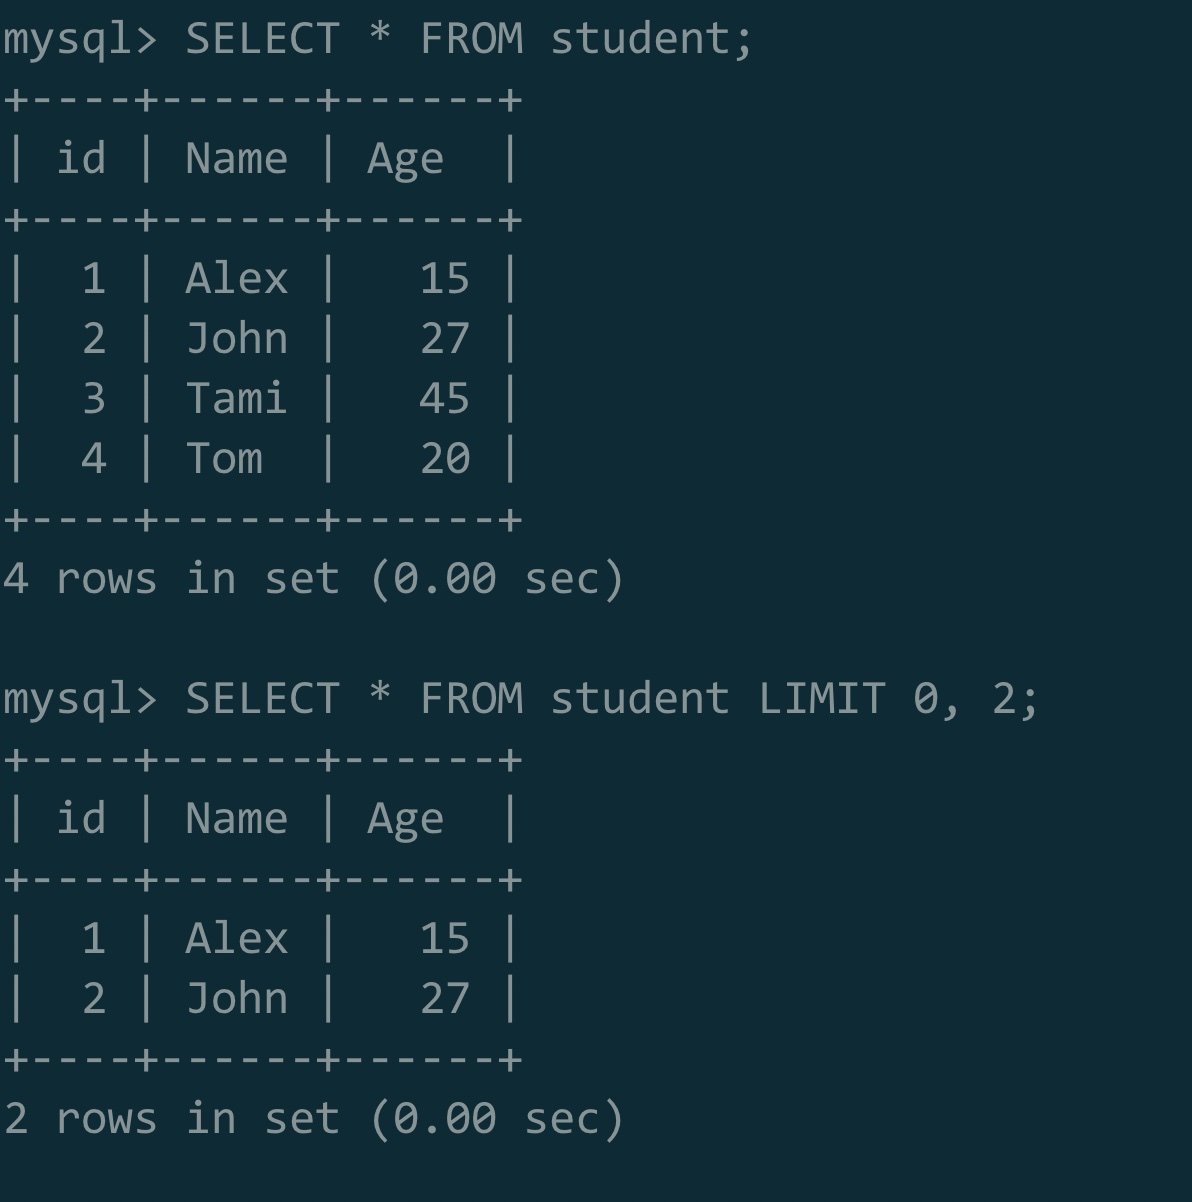 mysql> SELECT * FROM student;
+----+------+------+
| id | Name | Age  |
+----+------+------+
|  1 | Alex |   15 |
|  2 | John |   27 |
|  3 | Tami |   45 |
|  4 | Tom  |   20 |
+----+------+------+
4 rows in set (0.00 sec)

mysql> SELECT * FROM student LIMIT 0, 2;
+----+------+------+
| id | Name | Age  |
+----+------+------+
|  1 | Alex |   15 |
|  2 | John |   27 |
+----+------+------+
2 rows in set (0.00 sec)